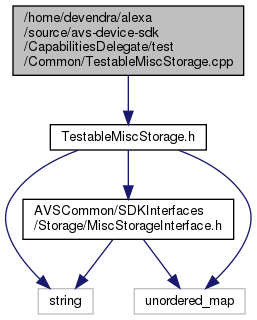 /home/devendra/alexa
/source/avs-device-sdk
/CapabilitiesDelegate/test
/Common/TestableMiscStorage.cpp
TestableMiscStorage.h
AVSCommon/SDKInterfaces
/Storage/MiscStorageInterface.h
string
unordered_map